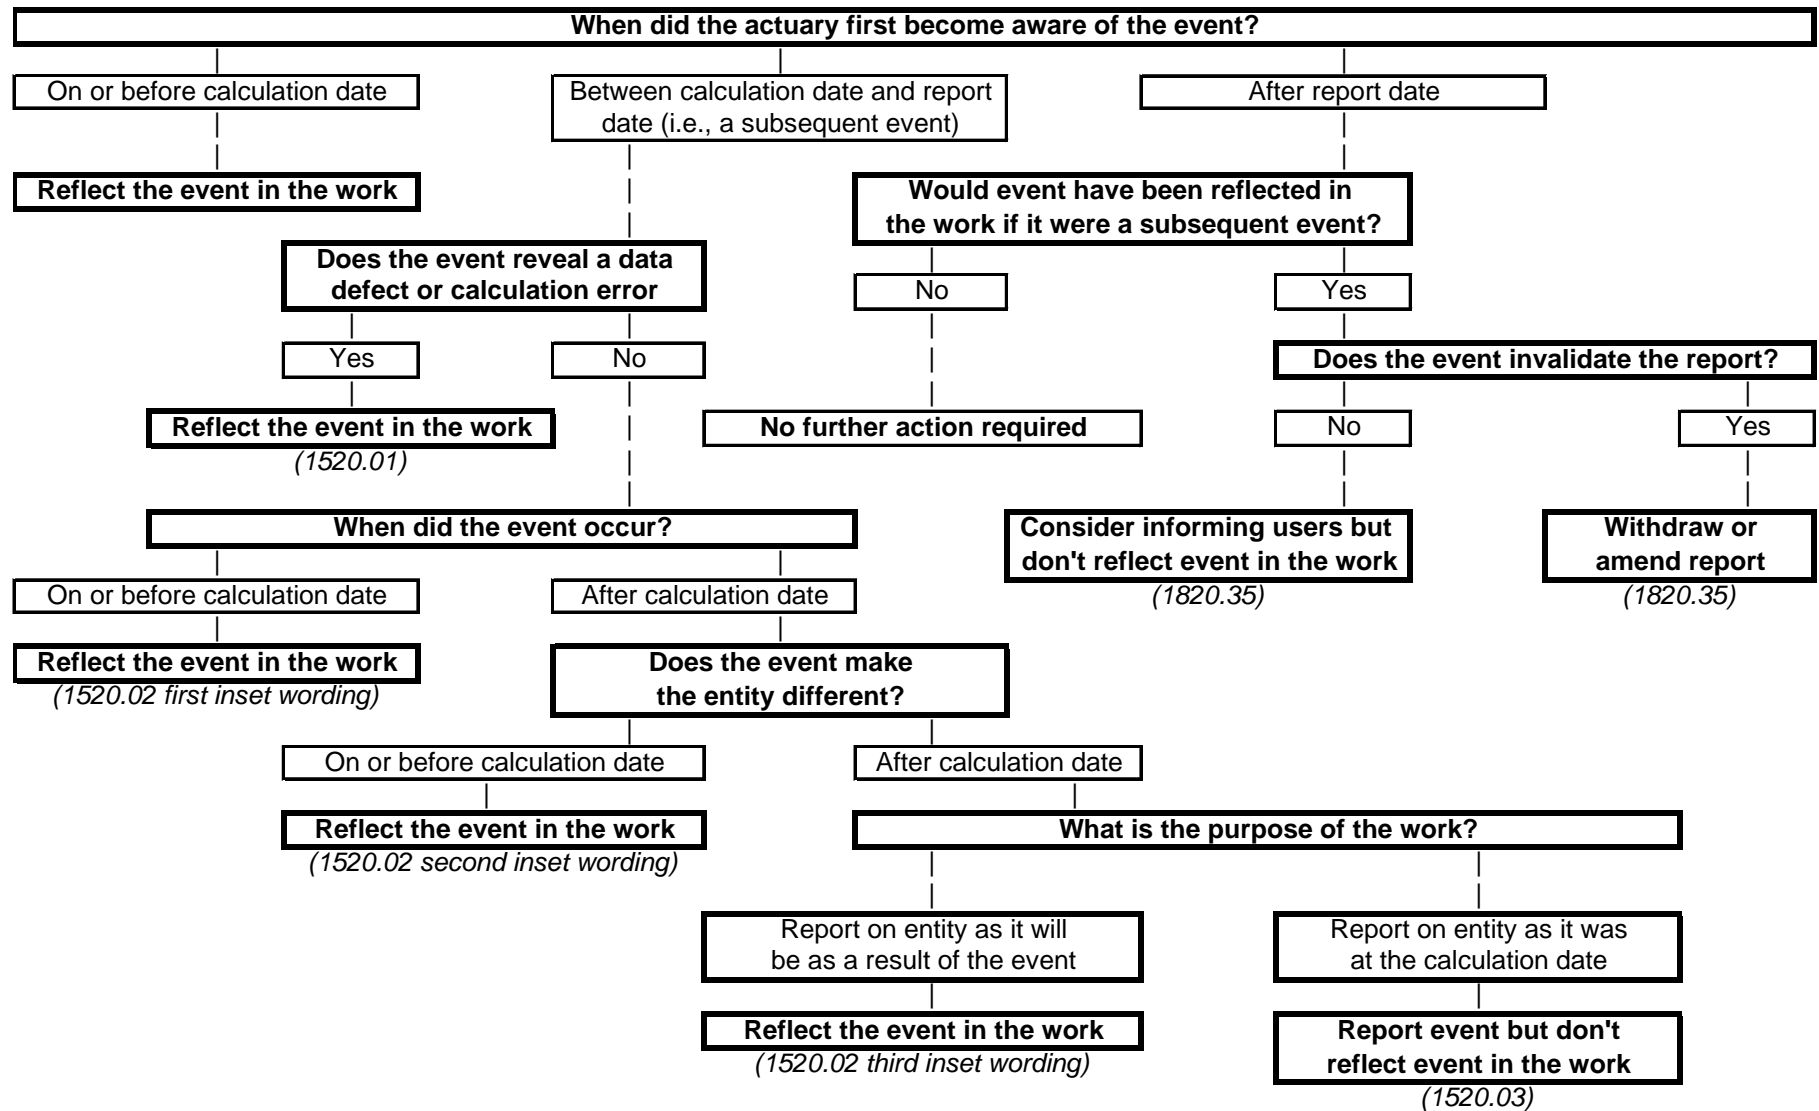 When did the actuary first become aware of the event?
On or before calculation date
Between calculation date and report
date (i.e., a subsequent event)
After report date
Reflect the event in the work
Would event have been reflected in
the work if it were a subsequent event?
Does the event reveal a data
defect or calculation error
No
Yes
Yes
No
Does the event invalidate the report?
Reflect the event in the work
(1520.01)
No further action required
No
Yes
When did the event occur?
Consider informing users but
don't reflect event in the work
(1820.35)
Withdraw or
amend report
(1820.35)
On or before calculation date
After calculation date
Reflect the event in the work
(1520.02 first inset wording)
Does the event make
the entity different?
On or before calculation date
After calculation date
Reflect the event in the work
(1520.02 second inset wording)
What is the purpose of the work?
Report on entity as it will
be as a result of the event
Report on entity as it was
at the calculation date
Reflect the event in the work
(1520.02 third inset wording)
Report event but don't
reflect event in the work
(1520.03)